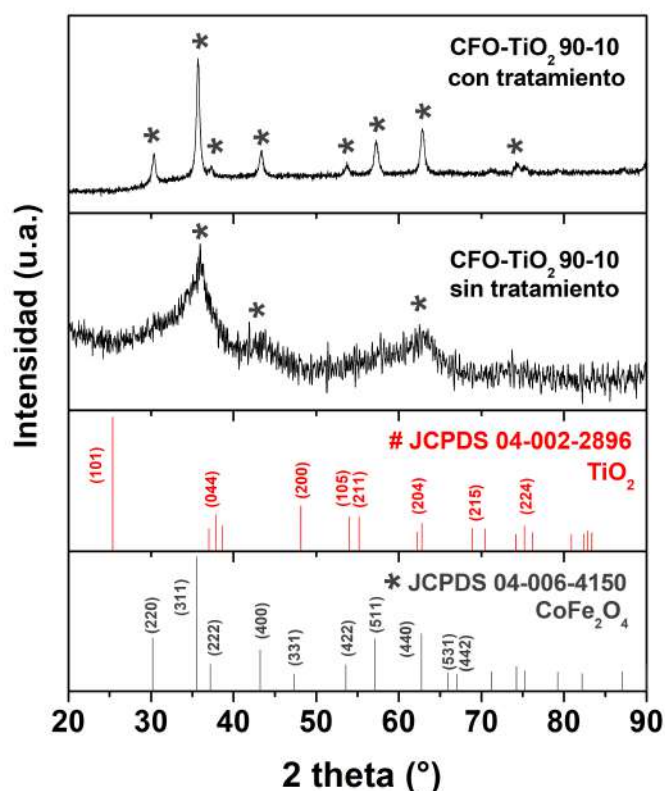 CFO-TiO2 90-10
con tratamiento
* * * * * * * *
CFO-TiO2 90-10
sin tratamiento
* * *
Intensidad (u.a.)
# JCPDS 04-002-2896
TiO2
(101)
(044)
(200)
(105)
(211)
(204)
(215)
(224)
* JCPDS 04-006-4150
CoFe2O4
(220)
(311)
(222)
(400)
(331)
(422)
(511)
(440)
(531)
(442)
20 30 40 50 60 70 80 90
2 theta (°)